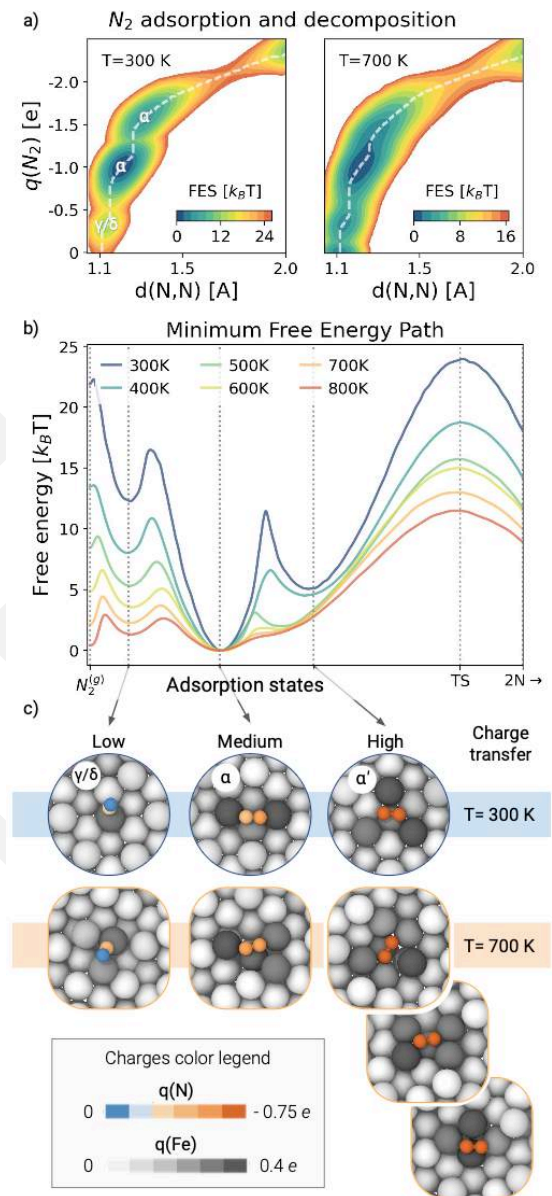 a) N₂ adsorption and decomposition
T=300 K
T=700 K
q(N₂) [e]
-2.0
-1.5
-1.0
-0.5
0
α
α
γ/δ
FES [k_BT]
0 12 24
FES [k_BT]
0 8 16
1.1 1.5 2.0
1.1 1.5 2.0
d(N,N) [A]
d(N,N) [A]
b) Minimum Free Energy Path
300K 500K 700K
400K 600K 800K
Free energy [k_BT]
25
20
15
10
5
0
N₂^(g) Adsorption states TS 2N →
c)
Low Medium High Charge
transfer
γ/δ α α'
T= 300 K
T= 700 K
Charges color legend
q(N)
0 - 0.75 e
q(Fe)
0 0.4 e